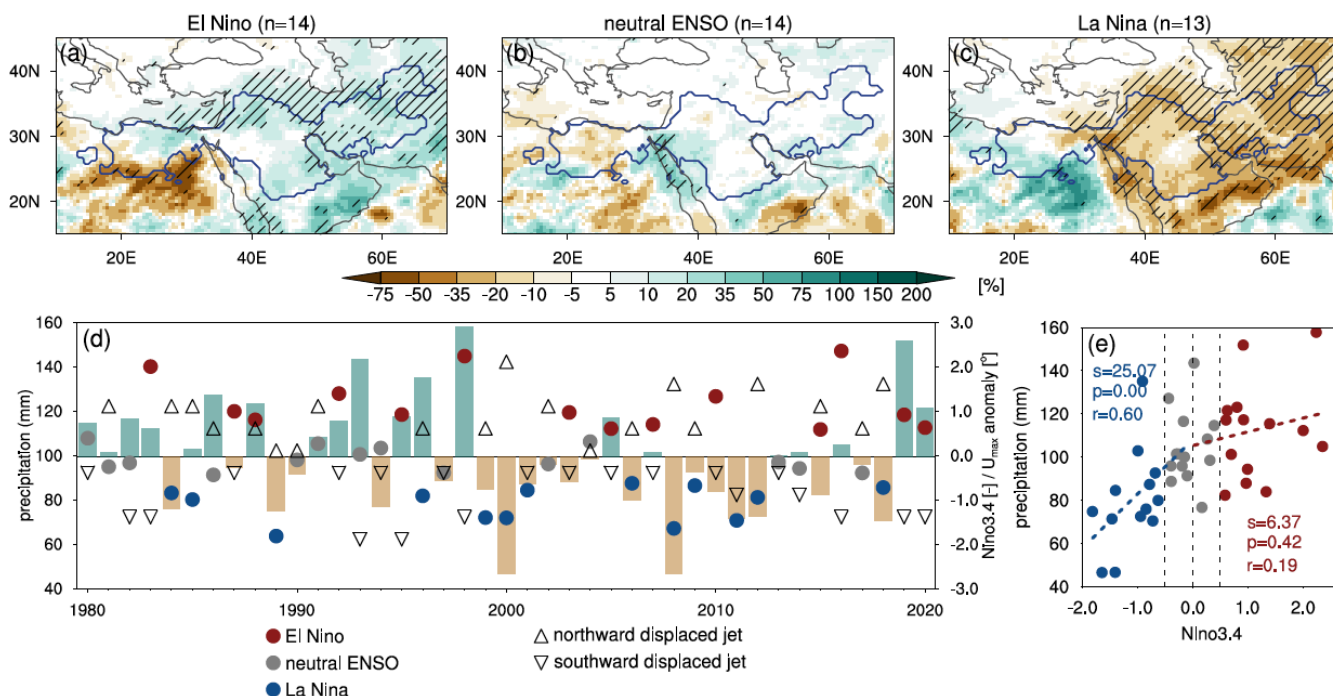 El Nino (n=14)
neutral ENSO (n=14)
La Nina (n=13)
(a)
(b)
(c)
40N
30N
20N
40N
30N
20N
40N
30N
20N
20E
40E
60E
20E
40E
60E
20E
40E
60E
-75 -50 -35 -20 -10 -5 5 10 20 35 50 75 100 150 200
[%]
(d)
precipitation (mm)
160
140
120
100
80
60
40
3.0
2.0
1.0
0.0
-1.0
-2.0
-3.0
NIno3.4 [-] / Umax anomaly [°]
1980 1990 2000 2010 2020
El Nino
neutral ENSO
La Nina
northward displaced jet
southward displaced jet
(e)
precipitation (mm)
160
140
120
100
80
60
40
s=25.07
p=0.00
r=0.60
s=6.37
p=0.42
r=0.19
-2.0 -1.0 0.0 1.0 2.0
NIno3.4